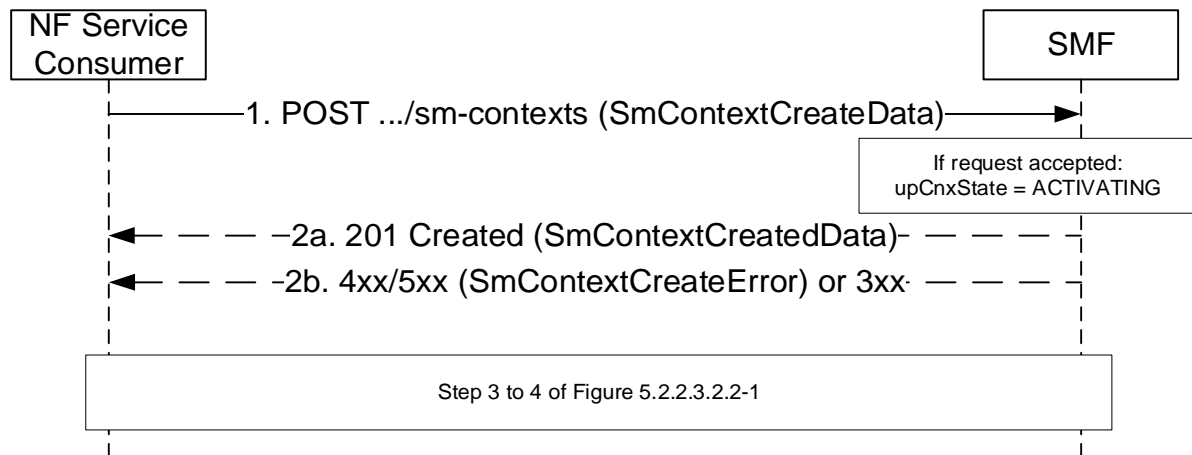 NF Service
Consumer
SMF
1. POST .../sm-contexts (SmContextCreateData)
If request accepted:
upCnxState = ACTIVATING
2a. 201 Created (SmContextCreatedData)
2b. 4xx/5xx (SmContextCreateError) or 3xx
Step 3 to 4 of Figure 5.2.2.3.2.2-1